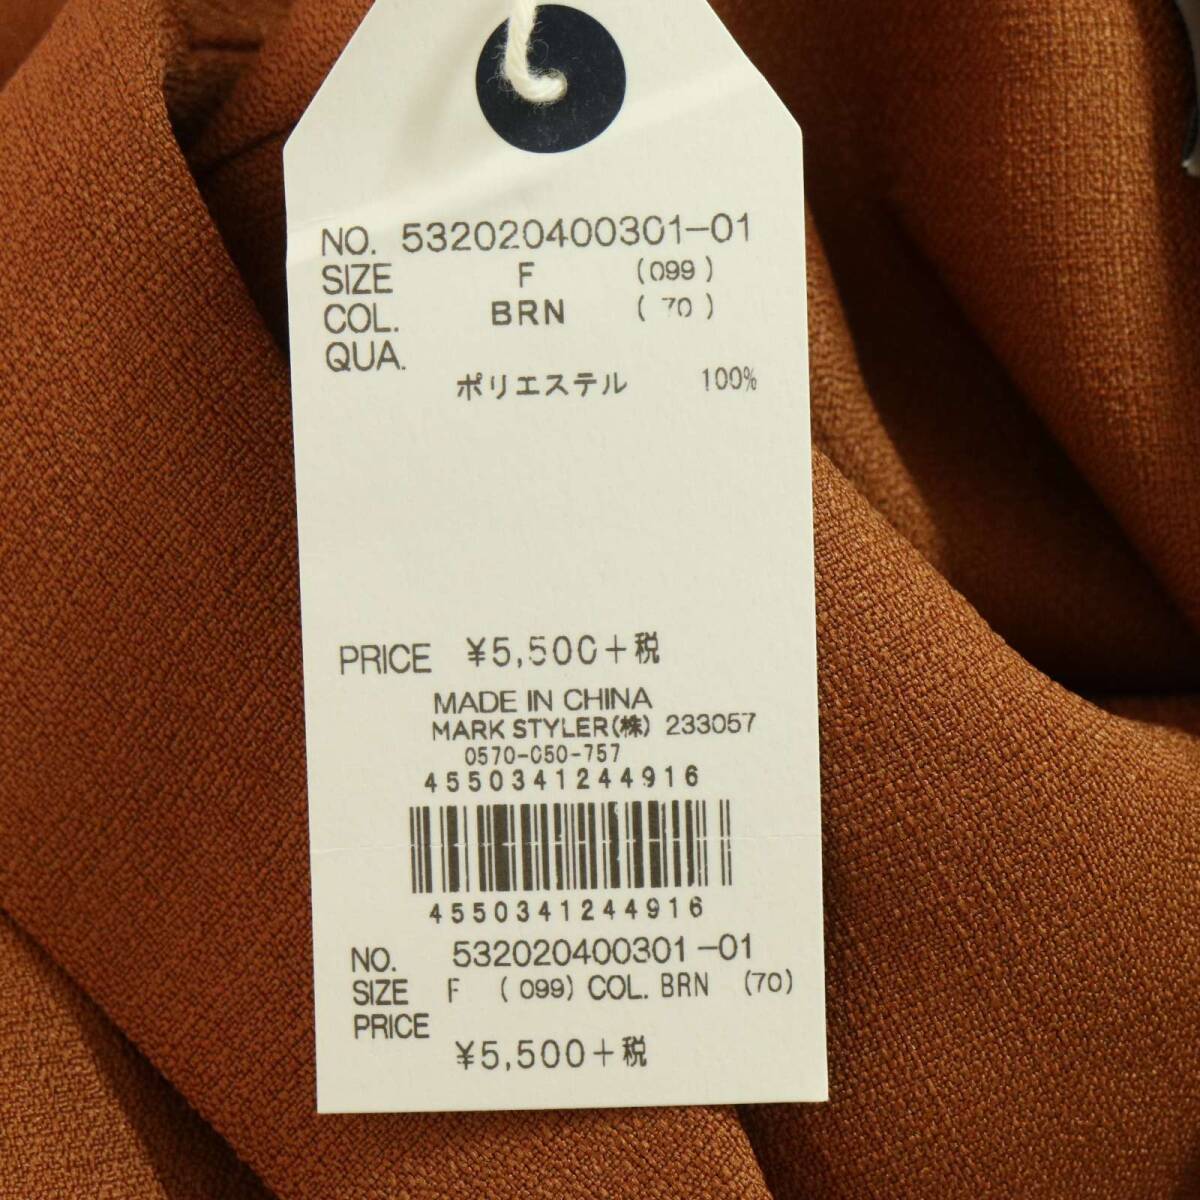 NO. 532020400301-01
SIZE F (099)
COL. BRN (70)
QUA.
ポリエステル 100%
PRICE ¥5,500+税
MADE IN CHINA
MARK STYLER(株) 233057
0570-050-757
4550341244916
4550341244916
NO. 532020400301-01
SIZE F (099) COL. BRN (70)
PRICE
¥5,500+税